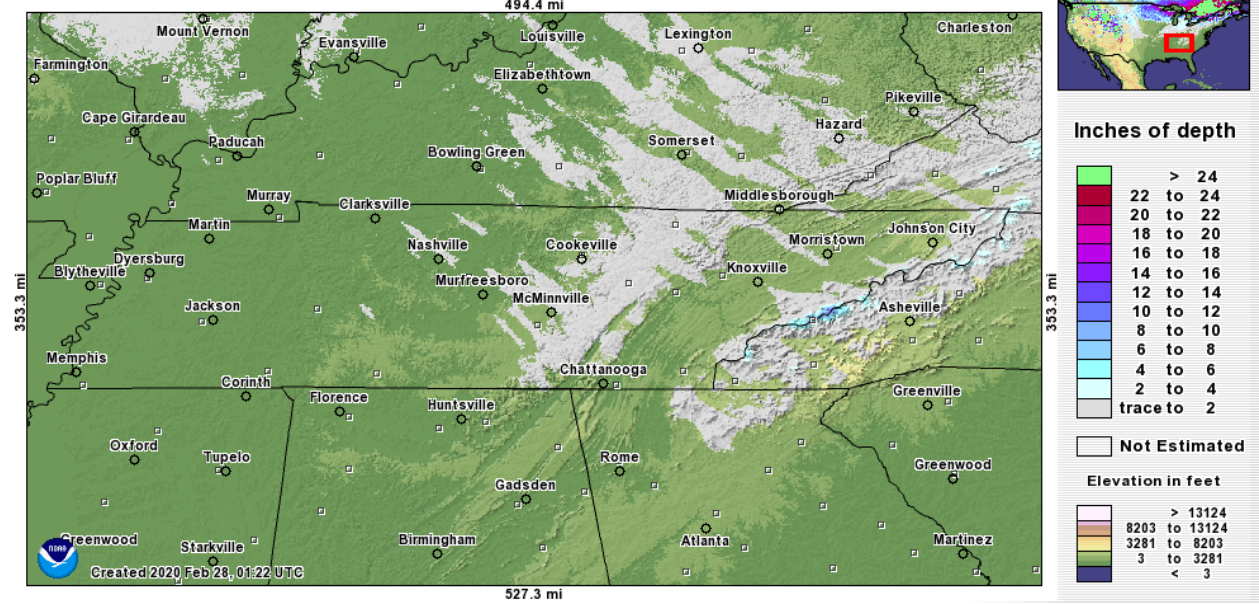 494.4 mi
Mount Vernon
Louisville
Lexington
Charleston
Evansville
Farmington
Elizabethtown
Pikeville
Cape Girardeau
Hazard
Paducah
Somerset
Bowling Green
Poplar Bluff
Murray
Clarksville
Middlesborough
Martin
Johnson City
Nashville
Cookeville
Morristown
Dyersburg
Blytheville
Knoxville
Murfreesboro
McMinnville
Jackson
Asheville
353.3 mi
353.3 mi
Memphis
Chattanooga
Corinth
Florence
Huntsville
Greenville
Oxford
Tupelo
Rome
Greenwood
Gadsden
Greenwood
Starkville
Birmingham
Atlanta
Martinez
NOAA
Created 2020 Feb 28, 01:22 UTC
527.3 mi
Inches of depth
> 24
22 to 24
20 to 22
18 to 20
16 to 18
14 to 16
12 to 14
10 to 12
8 to 10
6 to 8
4 to 6
2 to 4
trace to 2
Not Estimated
Elevation in feet
> 13124
8203 to 13124
3281 to 8203
3 to 3281
< 3